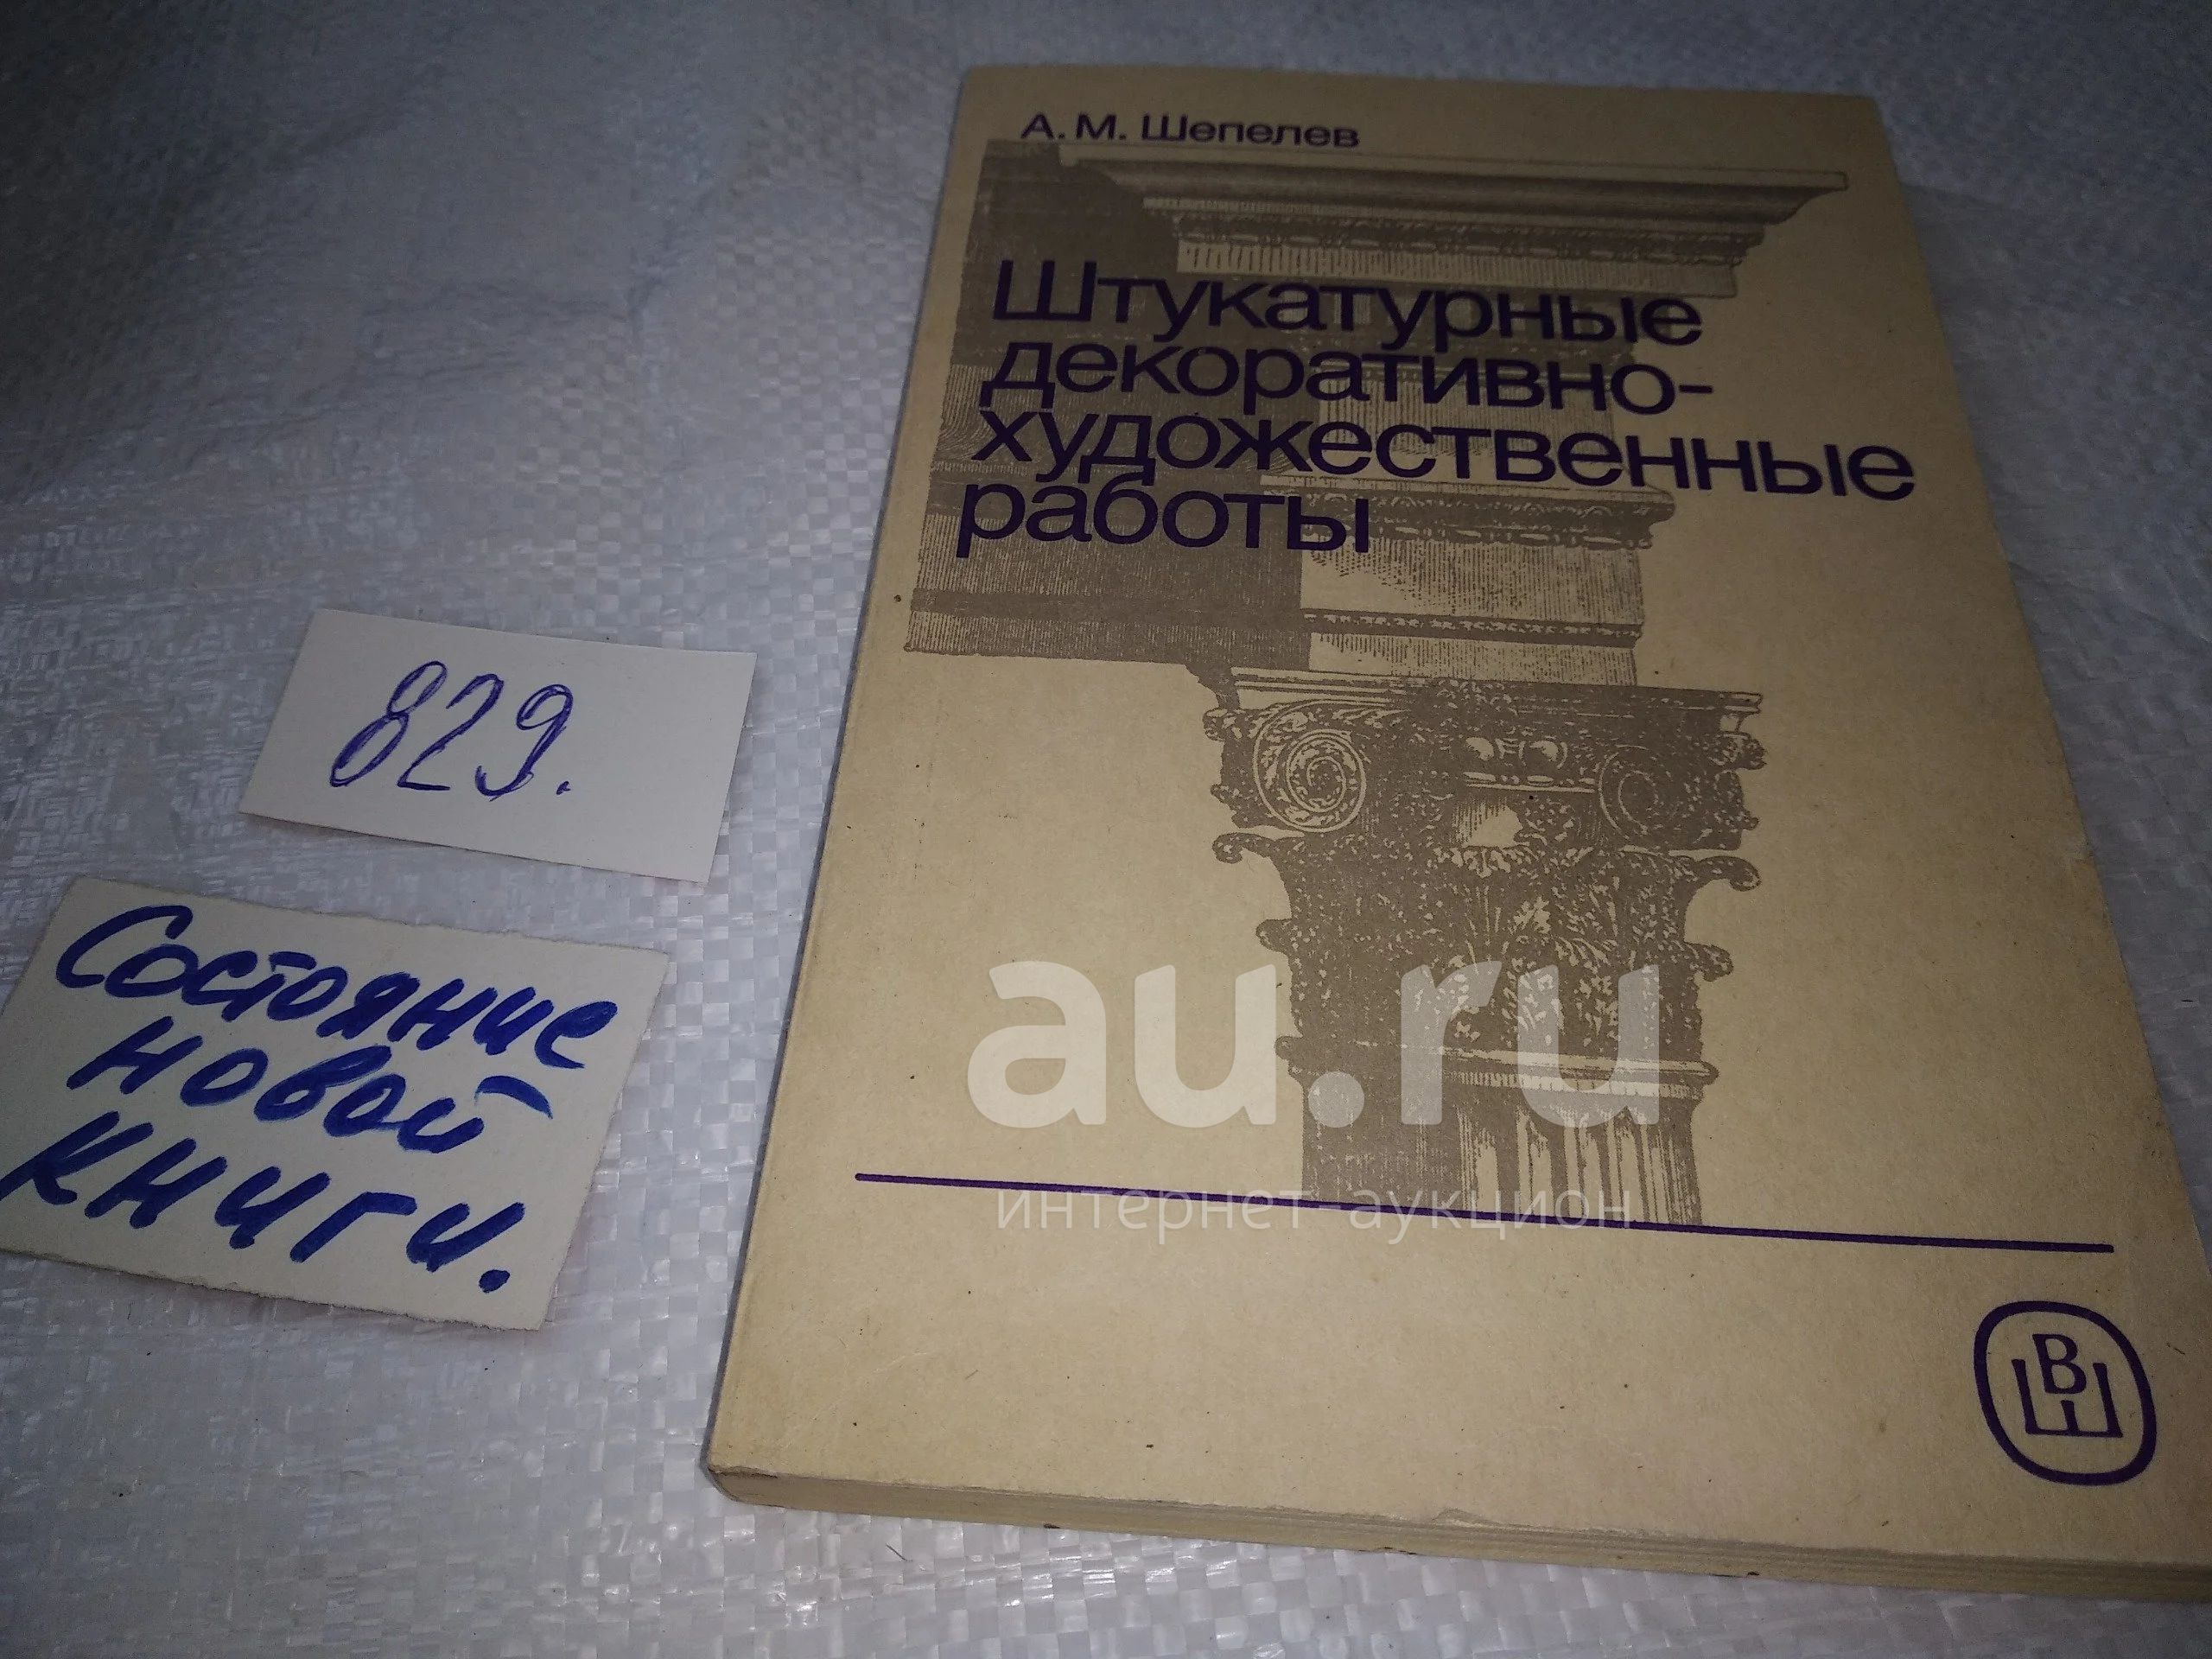 А. М. Шепелев
Штукатурные
декоративно-
художественные
работы
829.
Состояние
новой
книги.
au.ru
интернет-аукцион
ВШ